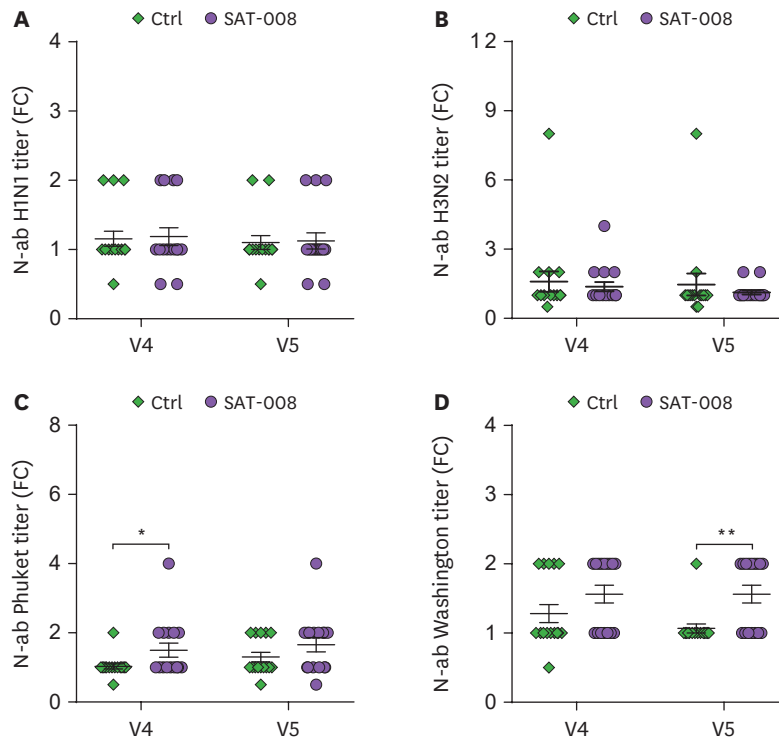 A
Ctrl SAT-008
N-ab H1N1 titer (FC)
4
3
2
1
0
V4 V5
B
Ctrl SAT-008
N-ab H3N2 titer (FC)
12
9
6
3
0
V4 V5
C
Ctrl SAT-008
N-ab Phuket titer (FC)
8
6
4
2
0
*
V4 V5
D
Ctrl SAT-008
N-ab Washington titer (FC)
4
3
2
1
0
**
V4 V5